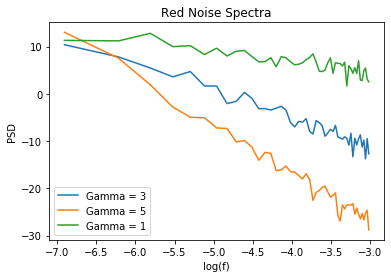 Red Noise Spectra
PSD
10
0
−10
−20
−30
Gamma = 3
Gamma = 5
Gamma = 1
−7.0 −6.5 −6.0 −5.5 −5.0 −4.5 −4.0 −3.5 −3.0
log(f)